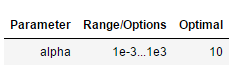 Parameter Range/Options Optimal
alpha 1e-3...1e3 10